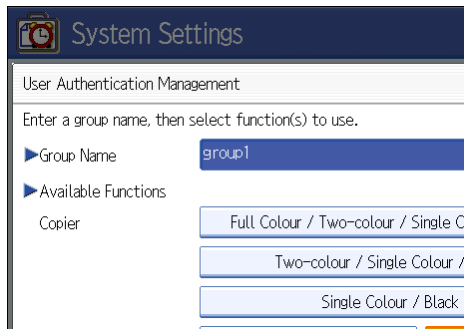 System Settings
User Authentication Management
Enter a group name, then select function(s) to use.
▶Group Name group1
▶Available Functions
Copier Full Colour / Two-colour / Single C
Two-colour / Single Colour /
Single Colour / Black